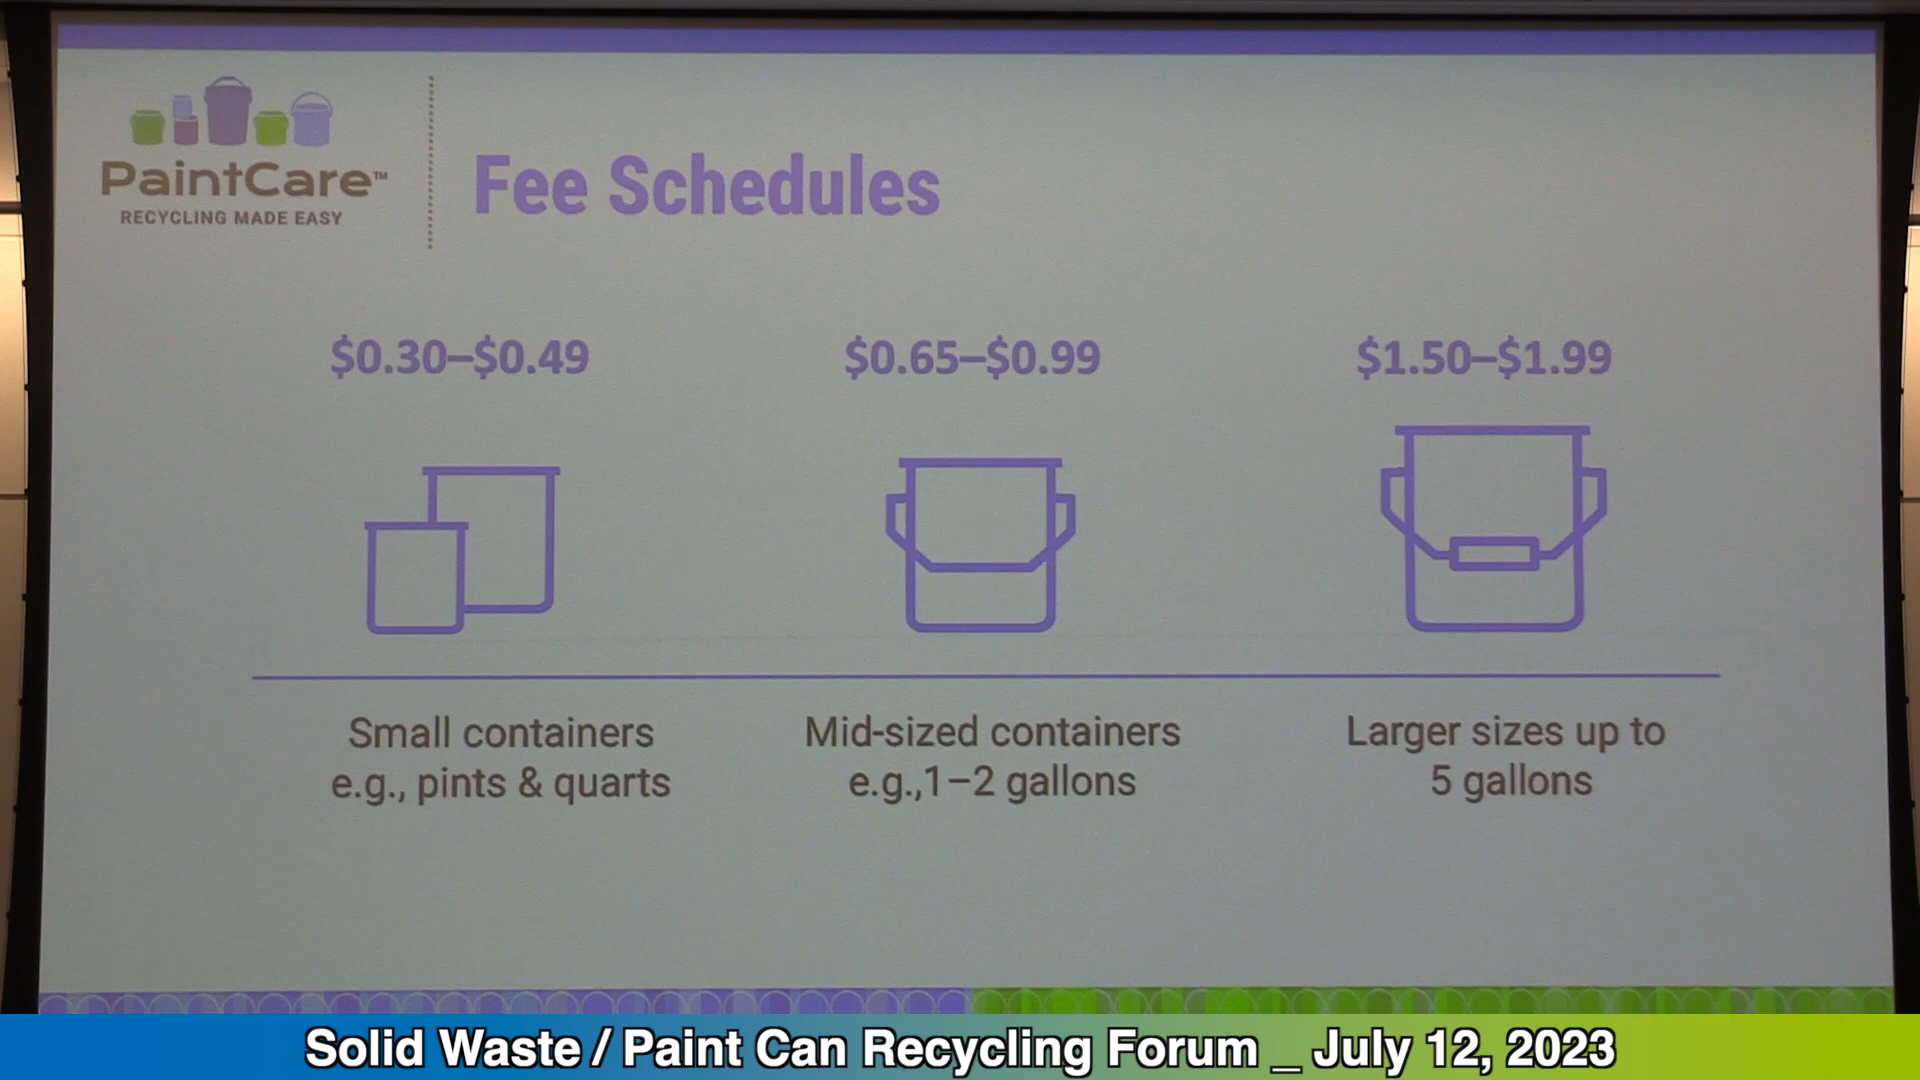 PaintCare™
RECYCLING MADE EASY
Fee Schedules
$0.30–$0.49
$0.65–$0.99
$1.50–$1.99
Small containers
e.g., pints & quarts
Mid-sized containers
e.g.,1–2 gallons
Larger sizes up to
5 gallons
Solid Waste / Paint Can Recycling Forum _ July 12, 2023